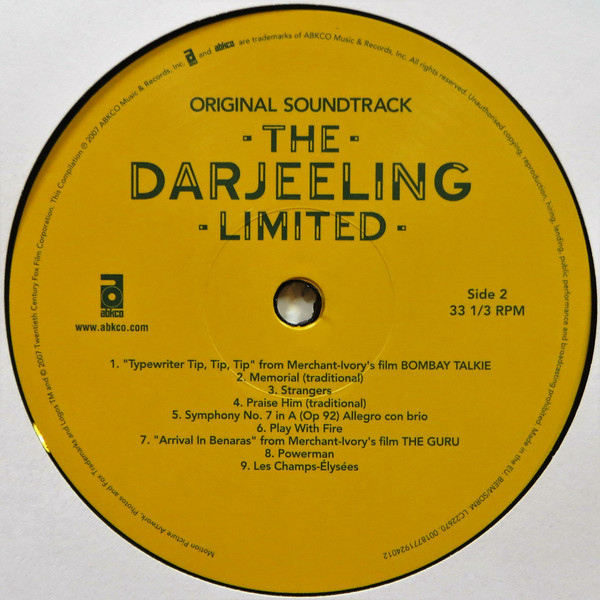 ORIGINAL SOUNDTRACK
· THE ·
DARJEELING
· LIMITED ·
abkco
www.abkco.com
Side 2
33 1/3 RPM
1. "Typewriter Tip, Tip, Tip" from Merchant-Ivory's film BOMBAY TALKIE
2. Memorial (traditional)
3. Strangers
4. Praise Him (traditional)
5. Symphony No. 7 in A (Op 92) Allegro con brio
6. Play With Fire
7. "Arrival In Benaras" from Merchant-Ivory's film THE GURU
8. Powerman
9. Les Champs-Élysées
Motion Picture Artwork, Photos and Fox Trademarks and Logos TM and © 2007 Twentieth Century Fox Film Corporation. This Compilation ℗ 2007 ABKCO Music & Records, Inc. abkco and abkco are trademarks of ABKCO Music & Records, Inc. All rights reserved. Unauthorised copying, reproduction, hiring, lending, public performance and broadcasting prohibited. Made in the EU. BIEM/SDRM. LC22670. 0018771924012